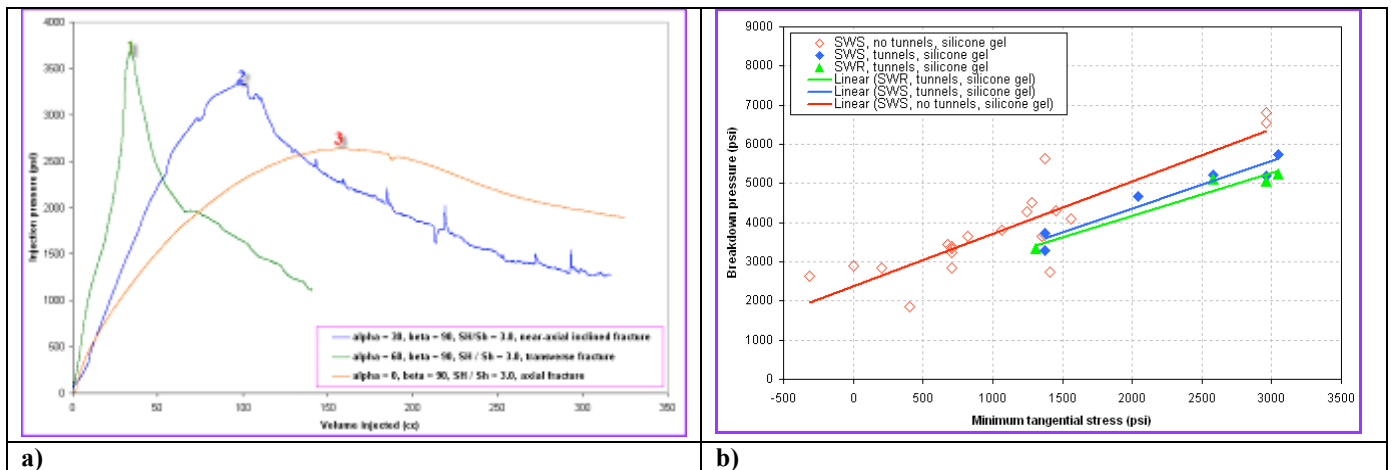 4000
3500
3000
2500
2000
1500
1000
500
0
Injection pressure (psi)
1
2
3
alpha = 30, beta = 90, SH/Sh = 3.0, near-axial inclined fracture
alpha = 60, beta = 90, SH / Sh = 3.0, transverse fracture
alpha = 0, beta = 90, SH / Sh = 3.0, axial fracture
0 50 100 150 200 250 300 350
Volume injected (cc)
a)
9000
8000
7000
6000
5000
4000
3000
2000
1000
0
Breakdown pressure (psi)
SWS, no tunnels, silicone gel
SWS, tunnels, silicone gel
SWR, tunnels, silicone gel
Linear (SWR, tunnels, silicone gel)
Linear (SWS, tunnels, silicone gel)
Linear (SWS, no tunnels, silicone gel)
-500 0 500 1000 1500 2000 2500 3000 3500
Minimum tangential stress (psi)
b)